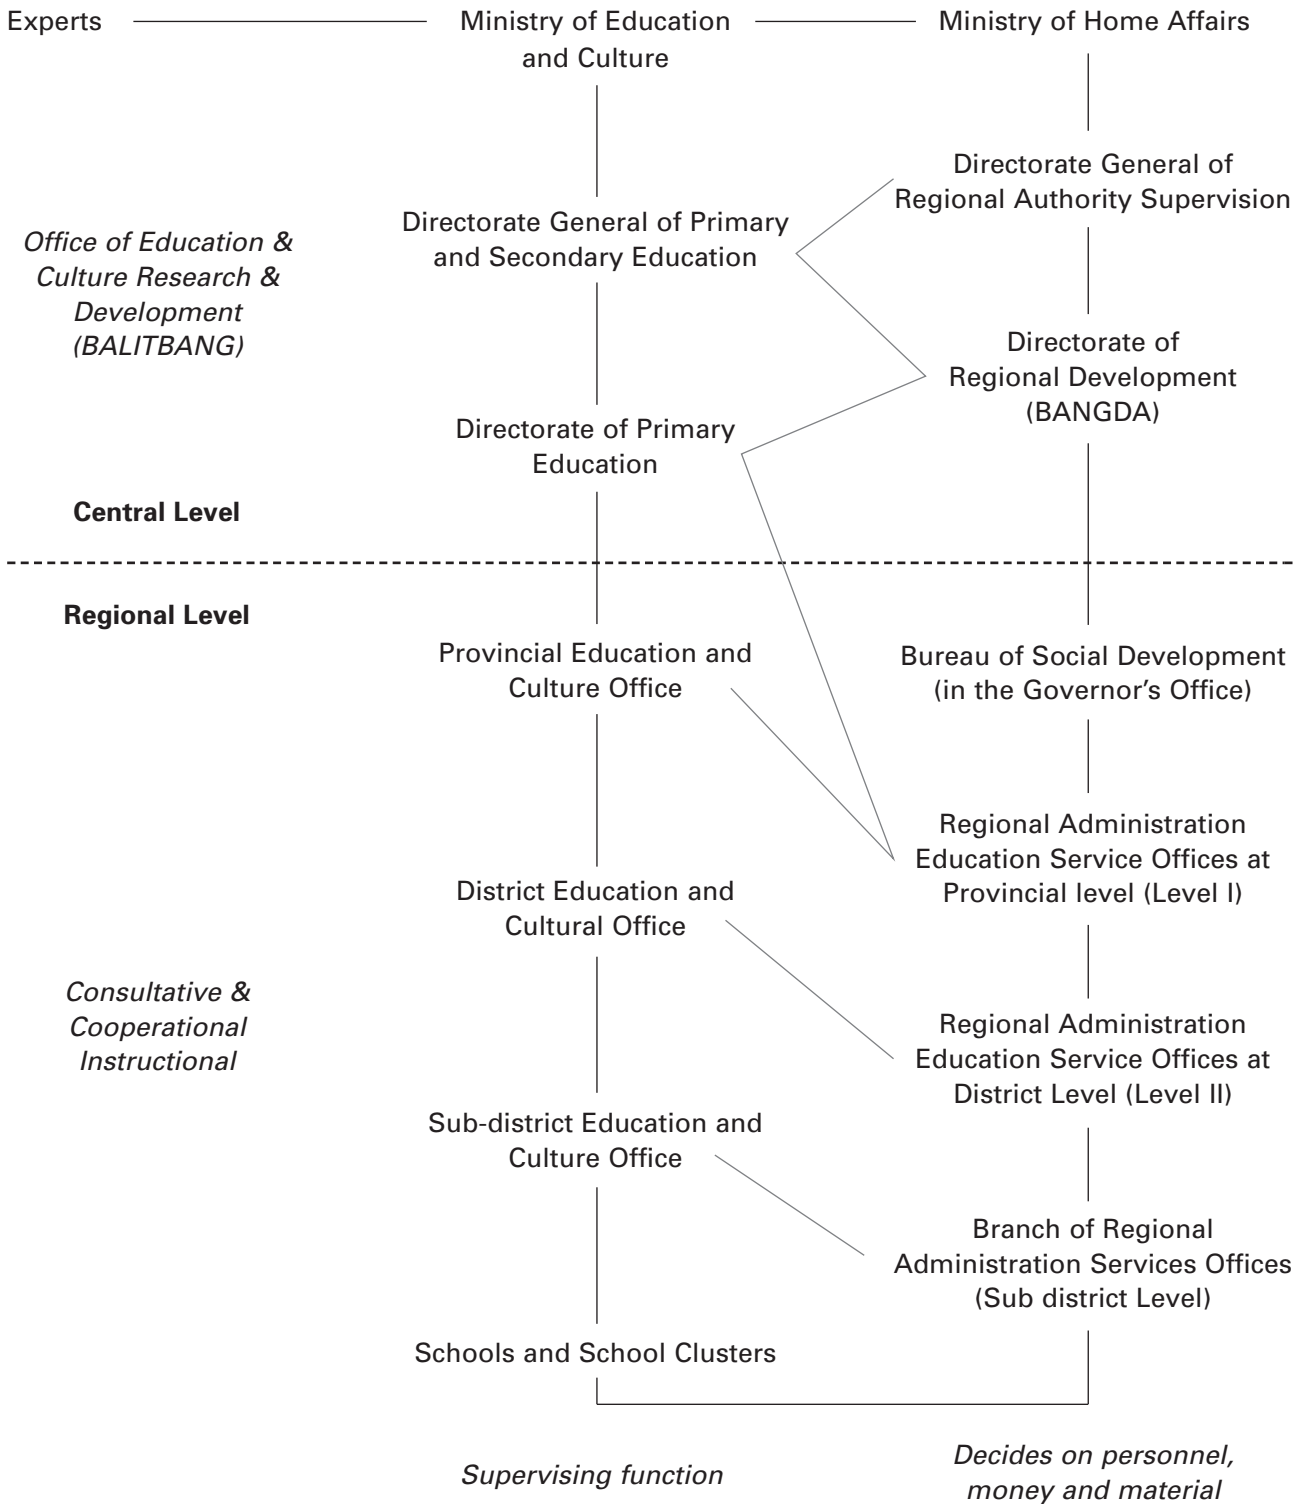 Experts
Ministry of Education
and Culture
Ministry of Home Affairs
Directorate General of
Regional Authority Supervision
Directorate General of Primary
and Secondary Education
Office of Education &
Culture Research &
Development
(BALITBANG)
Directorate of
Regional Development
(BANGDA)
Directorate of Primary
Education
Central Level
Regional Level
Provincial Education and
Culture Office
Bureau of Social Development
(in the Governor’s Office)
Regional Administration
Education Service Offices at
Provincial level (Level I)
District Education and
Cultural Office
Consultative &
Cooperational
Instructional
Regional Administration
Education Service Offices at
District Level (Level II)
Sub-district Education and
Culture Office
Branch of Regional
Administration Services Offices
(Sub district Level)
Schools and School Clusters
Supervising function
Decides on personnel,
money and material